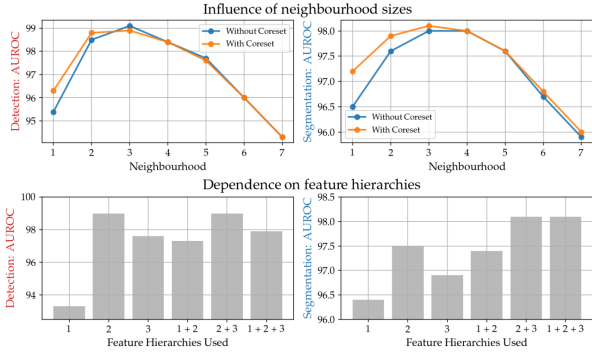 Influence of neighbourhood sizes
Detection: AUROC
99
98
97
96
95
1 2 3 4 5 6 7
Neighbourhood
Without Coreset
With Coreset
Segmentation: AUROC
98.0
97.5
97.0
96.5
96.0
1 2 3 4 5 6 7
Neighbourhood
Without Coreset
With Coreset
Dependence on feature hierarchies
Detection: AUROC
100
98
96
94
1 2 3 1 + 2 2 + 3 1 + 2 + 3
Feature Hierarchies Used
Segmentation: AUROC
98.5
98.0
97.5
97.0
96.5
96.0
1 2 3 1 + 2 2 + 3 1 + 2 + 3
Feature Hierarchies Used